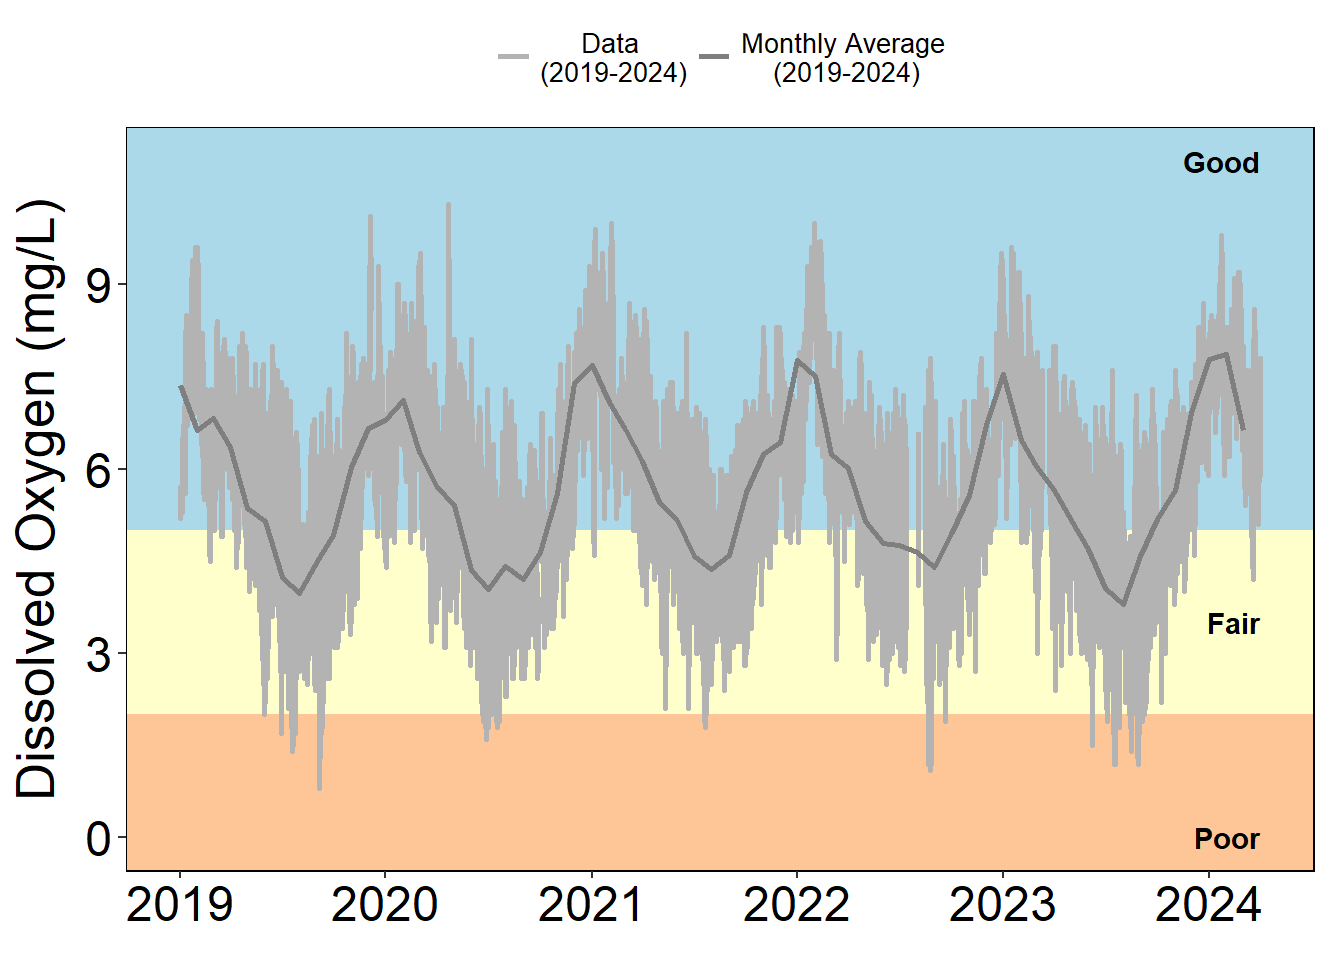 Data
(2019-2024)
Monthly Average
(2019-2024)
Dissolved Oxygen (mg/L)
9
6
3
0
Good
Fair
Poor
2019 2020 2021 2022 2023 2024